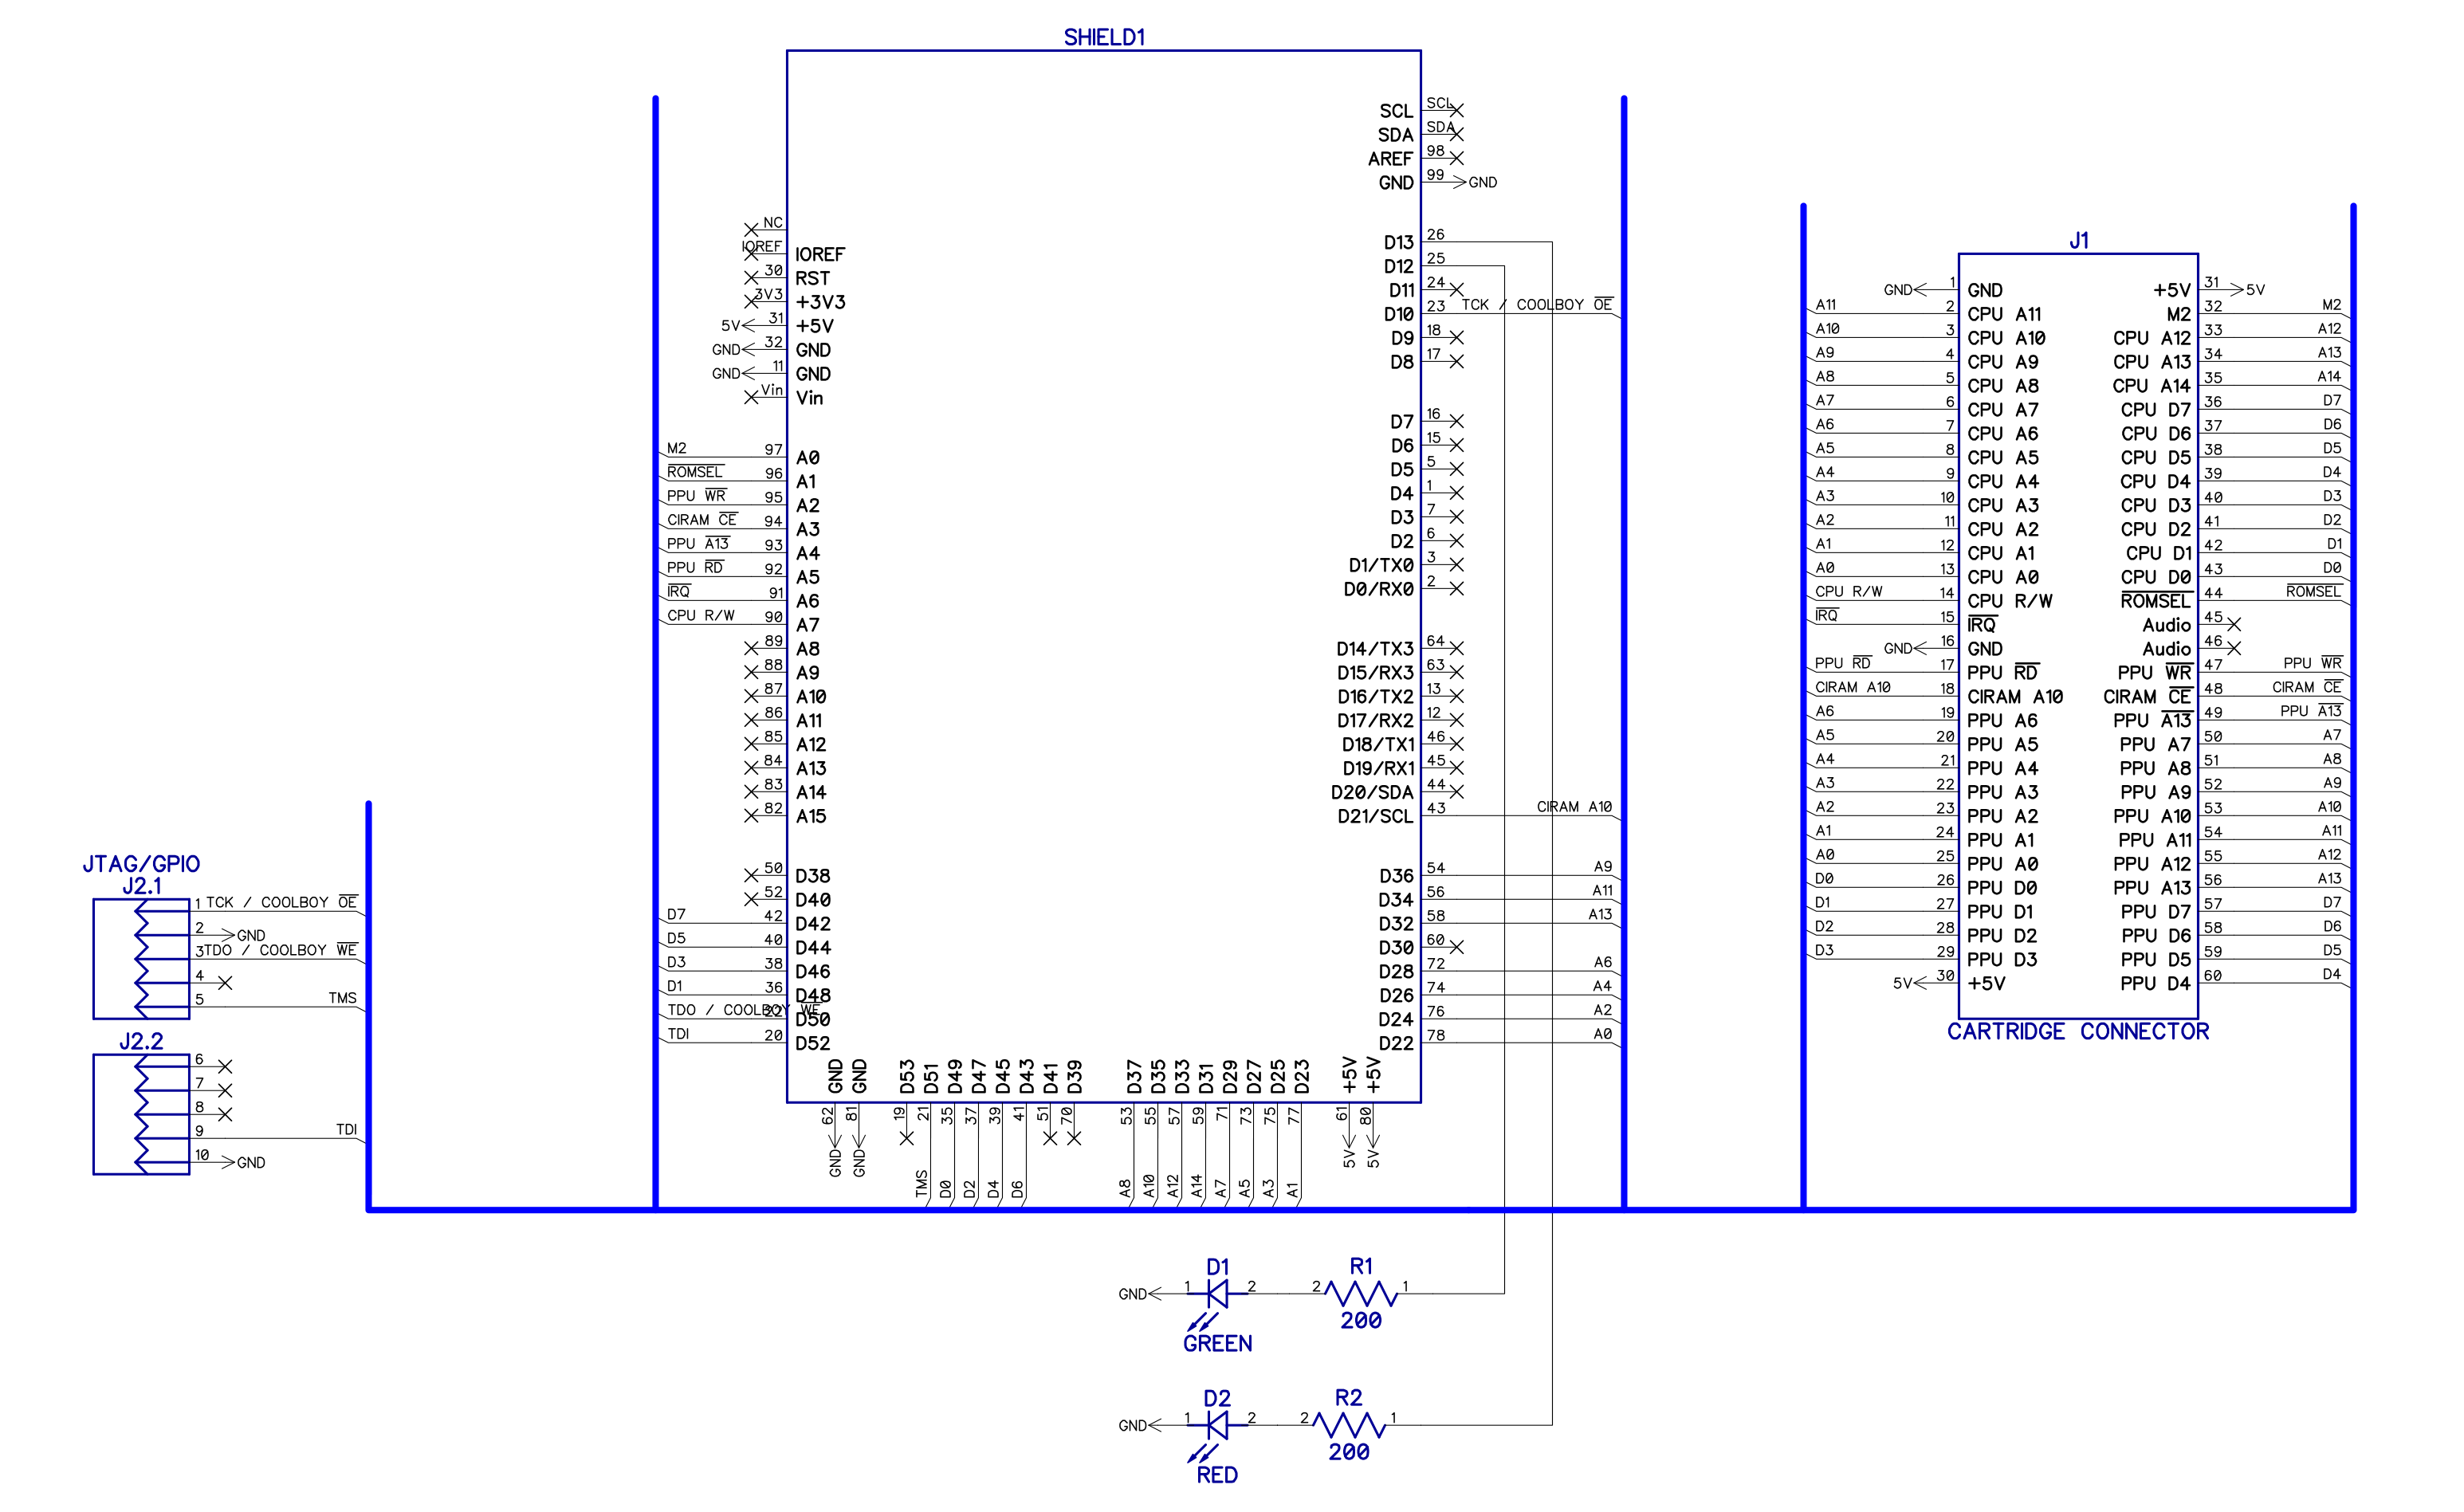 SHIELD1
SCL SCL
SDA SDA
AREF 98
GND 99 GND
D13 26
D12 25
D11 24
D10 23 TCK / COOLBOY OE
D9 18
D8 17
D7 16
D6 15
D5 5
D4 1
D3 7
D2 6
D1/TX0 3
D0/RX0 2
D14/TX3 64
D15/RX3 63
D16/TX2 13
D17/RX2 12
D18/TX1 46
D19/RX1 45
D20/SDA 44
D21/SCL 43 CIRAM A10
D36 54 A9
D34 56 A11
D32 58 A13
D30 60
D28 72 A6
D26 74 A4
D24 76 A2
D22 78 A0
NC
IOREF IOREF
30 RST
3V3 +3V3
5V 31 +5V
GND 32 GND
GND 11 GND
Vin Vin
M2 97 A0
ROMSEL 96 A1
PPU WR 95 A2
CIRAM CE 94 A3
PPU A13 93 A4
PPU RD 92 A5
IRQ 91 A6
CPU R/W 90 A7
89 A8
88 A9
87 A10
86 A11
85 A12
84 A13
83 A14
82 A15
50 D38
52 D40
D7 42 D42
D5 40 D44
D3 38 D46
D1 36 D48
TDO / COOLBOY WE 22 D50
TDI 20 D52
GND 62 GND
GND 81 GND
D53 19
D51 21 TMS
D49 35 D0
D47 37 D2
D45 39 D4
D43 41 D6
D41 51
D39 70
D37 53 A8
D35 55 A10
D33 57 A12
D31 59 A14
D29 71 A7
D27 73 A5
D25 75 A3
D23 77 A1
+5V 61 5V
+5V 80 5V
JTAG/GPIO
J2.1
1 TCK / COOLBOY OE
2 GND
3 TDO / COOLBOY WE
4
5 TMS
J2.2
6
7
8
9 TDI
10 GND
J1
GND 1 GND +5V 31 5V
A11 2 CPU A11 M2 32 M2
A10 3 CPU A10 CPU A12 33 A12
A9 4 CPU A9 CPU A13 34 A13
A8 5 CPU A8 CPU A14 35 A14
A7 6 CPU A7 CPU D7 36 D7
A6 7 CPU A6 CPU D6 37 D6
A5 8 CPU A5 CPU D5 38 D5
A4 9 CPU A4 CPU D4 39 D4
A3 10 CPU A3 CPU D3 40 D3
A2 11 CPU A2 CPU D2 41 D2
A1 12 CPU A1 CPU D1 42 D1
A0 13 CPU A0 CPU D0 43 D0
CPU R/W 14 CPU R/W ROMSEL 44 ROMSEL
IRQ 15 IRQ Audio 45
GND 16 GND Audio 46
PPU RD 17 PPU RD PPU WR 47 PPU WR
CIRAM A10 18 CIRAM A10 CIRAM CE 48 CIRAM CE
A6 19 PPU A6 PPU A13 49 PPU A13
A5 20 PPU A5 PPU A7 50 A7
A4 21 PPU A4 PPU A8 51 A8
A3 22 PPU A3 PPU A9 52 A9
A2 23 PPU A2 PPU A10 53 A10
A1 24 PPU A1 PPU A11 54 A11
A0 25 PPU A0 PPU A12 55 A12
D0 26 PPU D0 PPU A13 56 A13
D1 27 PPU D1 PPU D7 57 D7
D2 28 PPU D2 PPU D6 58 D6
D3 29 PPU D3 PPU D5 59 D5
5V 30 +5V PPU D4 60 D4
CARTRIDGE CONNECTOR
D1 R1
GND 1 2 2 1
GREEN 200
D2 R2
GND 1 2 2 1
RED 200